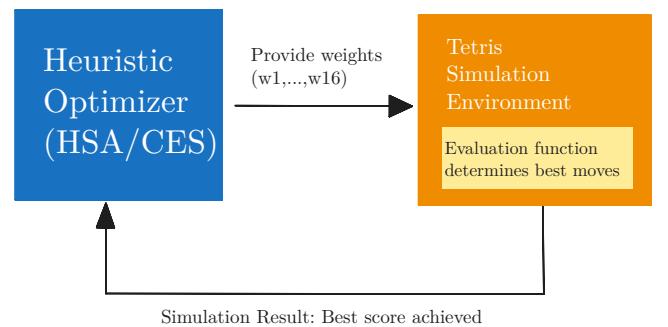 Heuristic
Optimizer
(HSA/CES)
Provide weights
(w1,...,w16)
Tetris
Simulation
Environment
Evaluation function
determines best moves
Simulation Result: Best score achieved